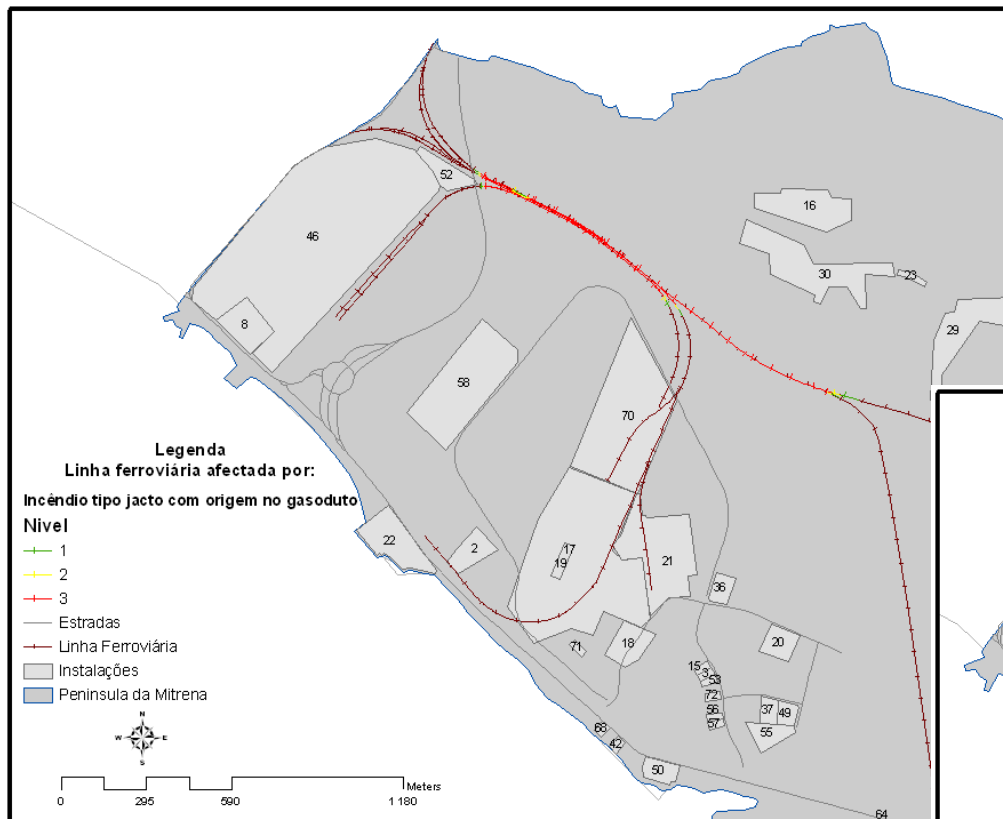 52
16
46
30
23
8
29
58
70
Legenda
Linha ferroviária afectada por:
Incêndio tipo jacto com origem no gasoduto
Nivel
1
2
3
Estradas
Linha Ferroviária
Instalações
Peninsula da Mitrena
22
2
17
19
21
36
71
18
20
15
3
53
72
56
57
37
49
55
68
42
50
64
N
W
E
S
Meters
0
295
590
1 180